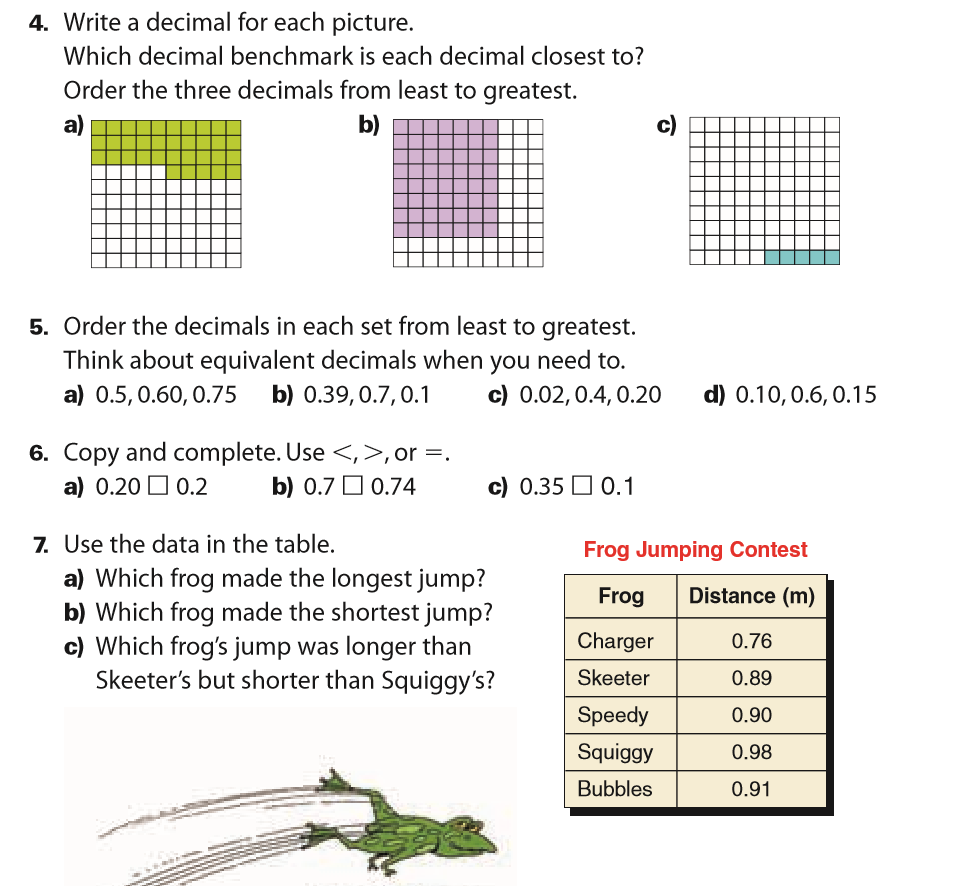 4. Write a decimal for each picture.
Which decimal benchmark is each decimal closest to?
Order the three decimals from least to greatest.
a) b) c)
5. Order the decimals in each set from least to greatest.
Think about equivalent decimals when you need to.
a) 0.5, 0.60, 0.75 b) 0.39, 0.7, 0.1 c) 0.02, 0.4, 0.20 d) 0.10, 0.6, 0.15
6. Copy and complete. Use <, >, or =.
a) 0.20 □ 0.2 b) 0.7 □ 0.74 c) 0.35 □ 0.1
7. Use the data in the table.
a) Which frog made the longest jump?
b) Which frog made the shortest jump?
c) Which frog’s jump was longer than
Skeeter’s but shorter than Squiggy’s?
Frog Jumping Contest
Frog Distance (m)
Charger 0.76
Skeeter 0.89
Speedy 0.90
Squiggy 0.98
Bubbles 0.91